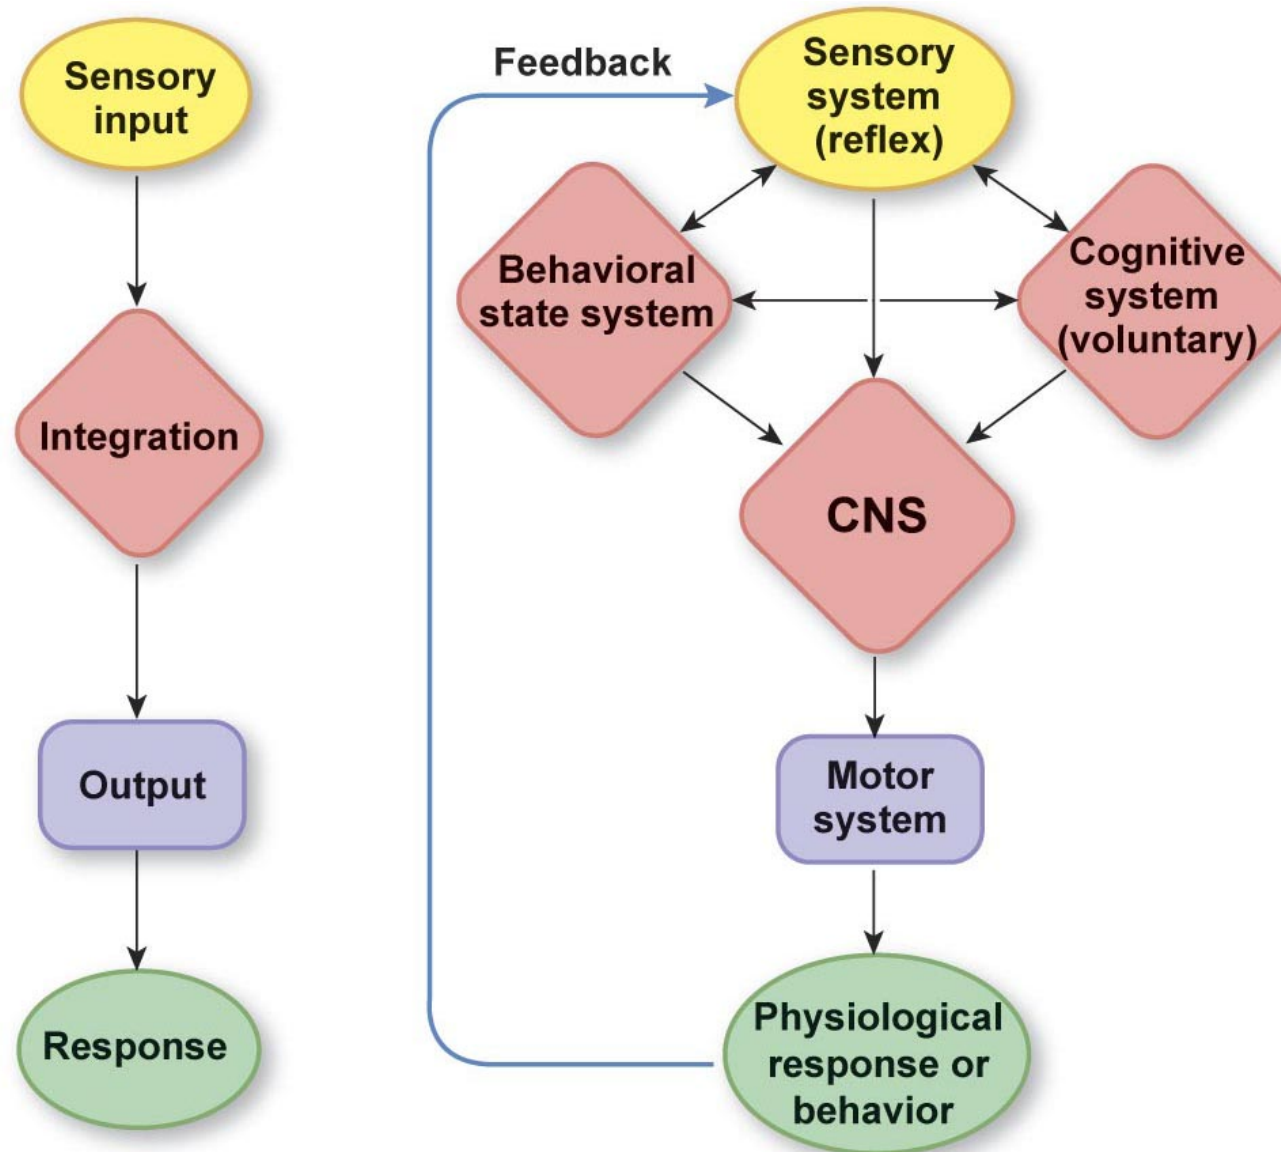 Sensory
input
Integration
Output
Response
Feedback
Sensory
system
(reflex)
Behavioral
state system
Cognitive
system
(voluntary)
CNS
Motor
system
Physiological
response or
behavior